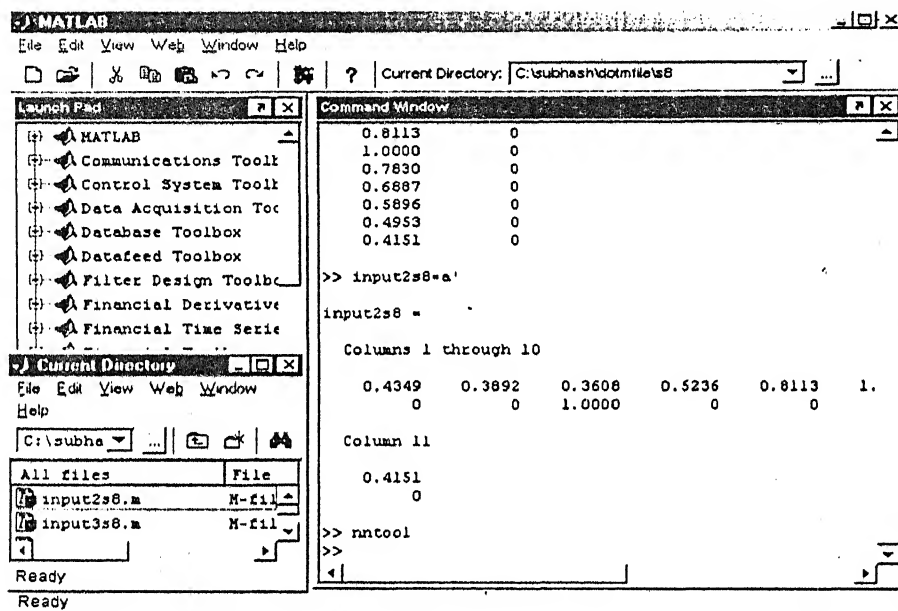 MATLAB
File Edit View Web Window Help
? Current Directory: C:\subhash\dotmfile\s8 ...
Launch Pad
MATLAB
Communications Toolb
Control System Toolb
Data Acquisition Too
Database Toolbox
Datafeed Toolbox
Filter Design Toolbo
Financial Derivative
Financial Time Serie
Current Directory
File Edit View Web Window
Help
C:\subha ...
All files File
input2s8.m M-fil
input3s8.m M-fil
Ready
Ready
Command Window
0.8113 0
1.0000 0
0.7830 0
0.6887 0
0.5896 0
0.4953 0
0.4151 0
>> input2s8=a'
input2s8 =
Columns 1 through 10
0.4349 0.3892 0.3608 0.5236 0.8113 1.
0 0 1.0000 0 0
Column 11
0.4151
0
>> nntool
>>